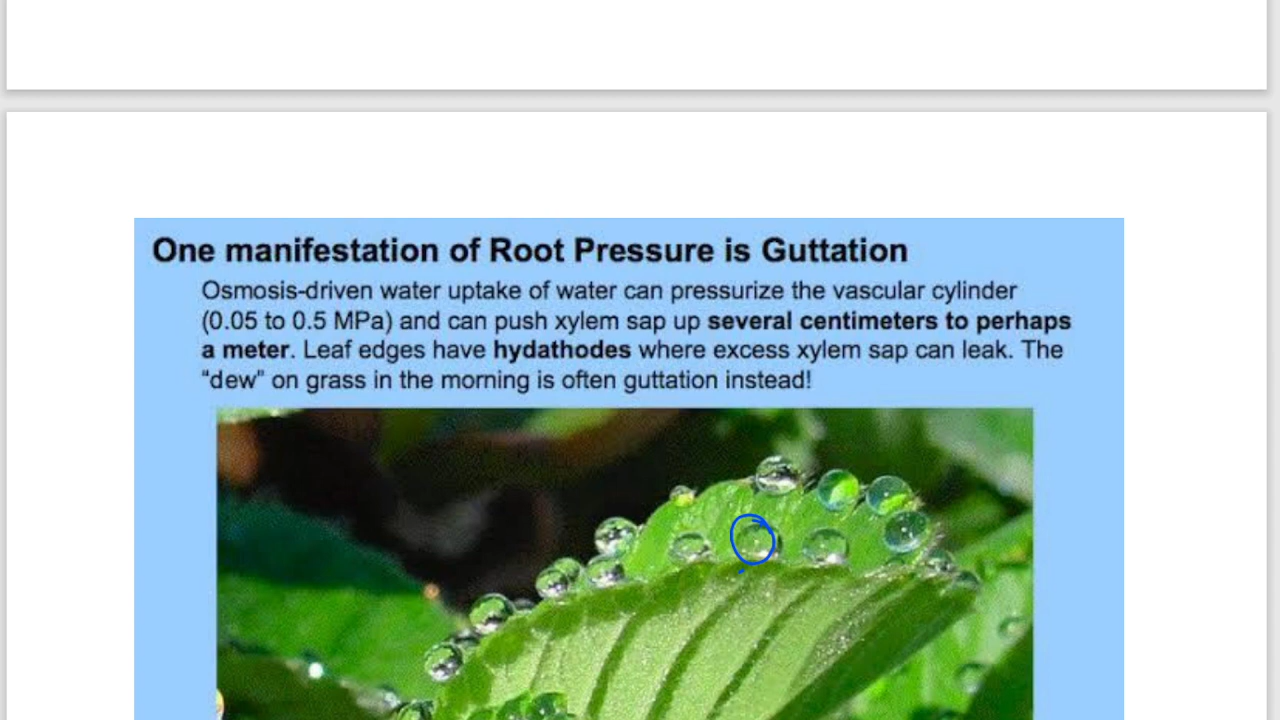 One manifestation of Root Pressure is Guttation
Osmosis-driven water uptake of water can pressurize the vascular cylinder
(0.05 to 0.5 MPa) and can push xylem sap up several centimeters to perhaps
a meter. Leaf edges have hydathodes where excess xylem sap can leak. The
“dew” on grass in the morning is often guttation instead!